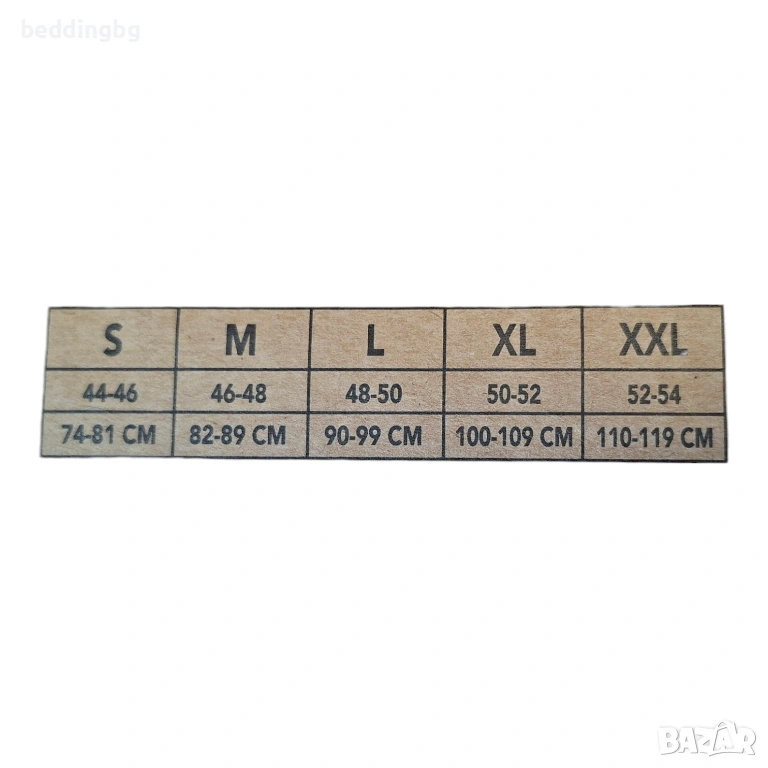 beddingbg
S M L XL XXL
44-46 46-48 48-50 50-52 52-54
74-81 CM 82-89 CM 90-99 CM 100-109 CM 110-119 CM
BAZAR